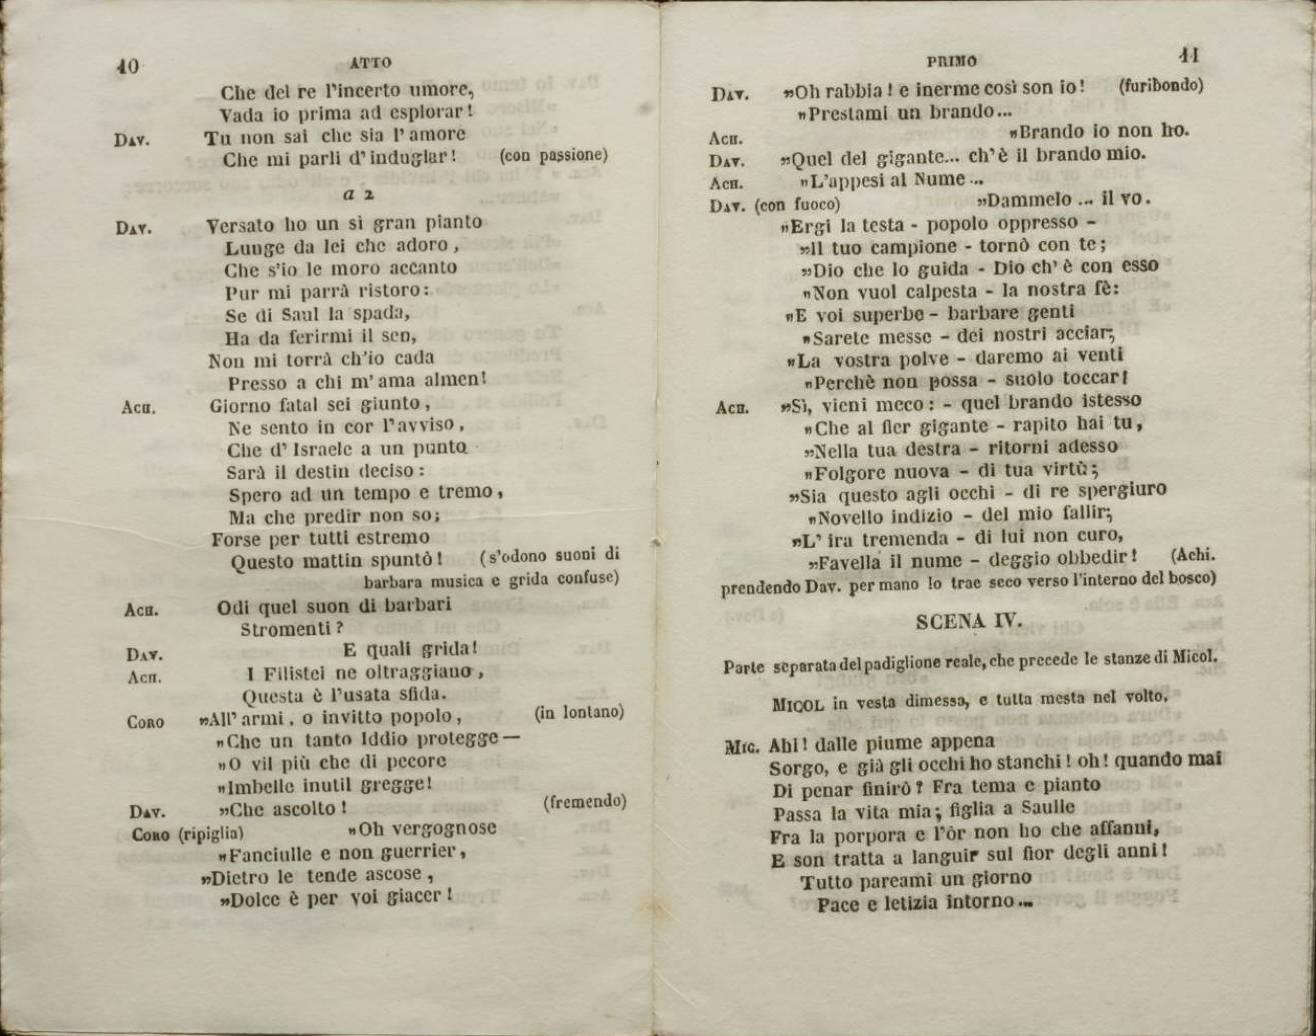 10
ATTO
Che del re l'incerto umore,
Vada io prima ad esplorar!
DAV. Tu non sai che sia l'amore
Che mi parli d'indugiar! (con passione)
a 2
DAV. Versato ho un sì gran pianto
Lunge da lei che adoro,
Che s'io le moro accanto
Pur mi parrà ristoro:
Se di Saul la spada,
Ha da ferirmi il sen,
Non mi torrà ch'io cada
Presso a chi m'ama almen!
ACH. Giorno fatal sei giunto,
Ne sento in cor l'avviso,
Che d'Israele a un punto
Sarà il destin deciso:
Spero ad un tempo e tremo,
Ma che predir non so;
Forse per tutti estremo
Questo mattin spuntò! (s'odono suoni di
barbara musica e grida confuse)
ACH. Odi quel suon di barbari
Stromenti?
DAV. E quali grida!
ACH. I Filistei ne oltraggiano,
Questa è l'usata sfida.
CORO »All'armi, o invitto popolo, (in lontano)
»Che un tanto Iddio protegge—
»O vil più che di pecore
»Imbelle inutil gregge!
DAV. »Che ascolto! (fremendo)
CORO (ripiglia) »Oh vergognose
»Fanciulle e non guerrier,
»Dietro le tende ascose,
»Dolce è per voi giacer!
PRIMO
11
DAV. »Oh rabbia! e inerme così son io! (furibondo)
»Prestami un brando...
ACH. »Brando io non ho.
DAV. »Quel del gigante... ch'è il brando mio.
ACH. »L'appesi al Nume...
DAV. (con fuoco) »Dammelo... il vo.
»Ergi la testa - popolo oppresso -
»Il tuo campione - tornò con te;
»Dio che lo guida - Dio ch'è con esso
»Non vuol calpesta - la nostra fè:
»E voi superbe - barbare genti
»Sarete messe - dei nostri acciar;
»La vostra polve - daremo ai venti
»Perchè non possa - suolo toccar!
ACH. »Sì, vieni meco: - quel brando istesso
»Che al fier gigante - rapito hai tu,
»Nella tua destra - ritorni adesso
»Folgore nuova - di tua virtù;
»Sia questo agli occhi - di re spergiuro
»Novello indizio - del mio fallir;
»L'ira tremenda - di lui non curo,
»Favella il nume - deggio obbedir! (Achi.
prendendo Dav. per mano lo trae seco verso l'interno del bosco)
SCENA IV.
Parte separata del padiglione reale, che precede le stanze di Micol.
MICOL in vesta dimessa, e tutta mesta nel volto.
MIC. Ahi! dalle piume appena
Sorgo, e già gli occhi ho stanchi! oh! quando mai
Di penar finirò? Fra tema e pianto
Passa la vita mia; figlia a Saulle
Fra la porpora e l'ôr non ho che affanni,
E son tratta a languir sul fior degli anni!
Tutto pareami un giorno
Pace e letizia intorno...